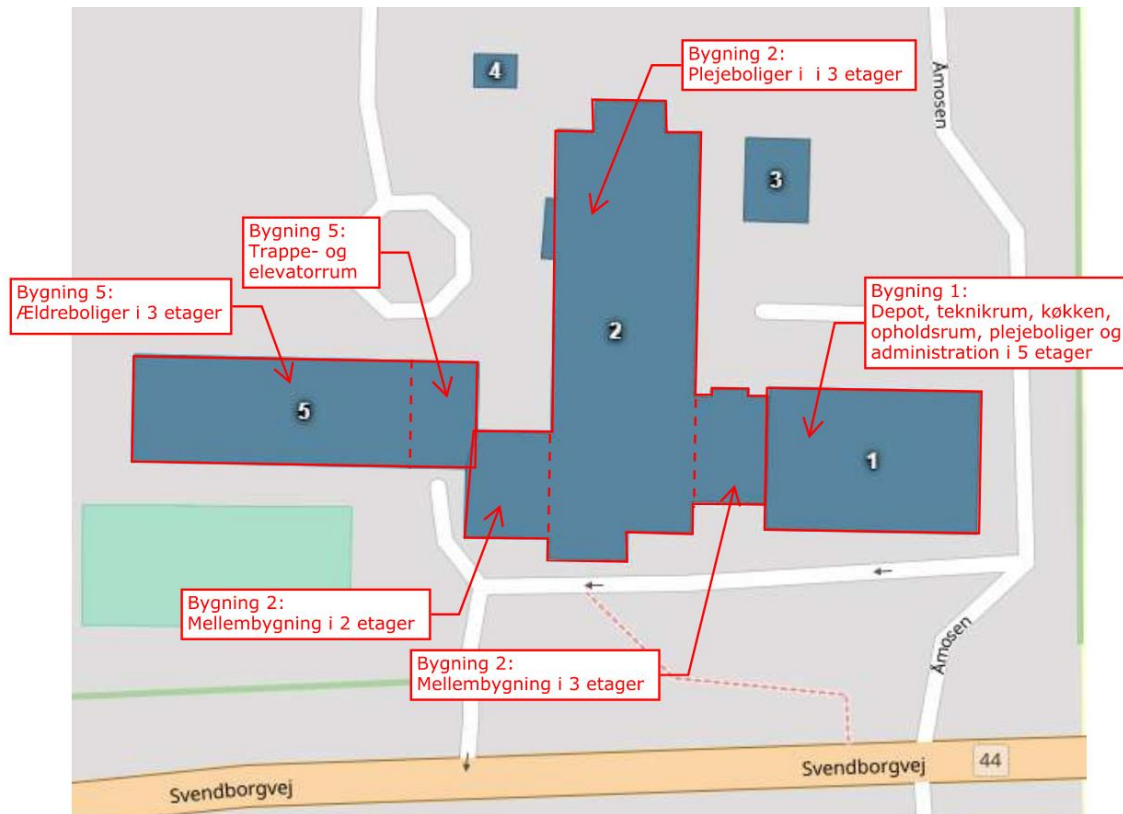 Bygning 2:
Plejeboliger i  i 3 etager
4
Åmosen
3
Bygning 5:
Trappe- og
elevatorrum
Bygning 5:
Ældreboliger i 3 etager
Bygning 1:
Depot, teknikrum, køkken,
opholdsrum, plejeboliger og
administration i 5 etager
2
5
1
Bygning 2:
Mellembygning i 2 etager
Bygning 2:
Mellembygning i 3 etager
Åmosen
Svendborgvej
Svendborgvej
44